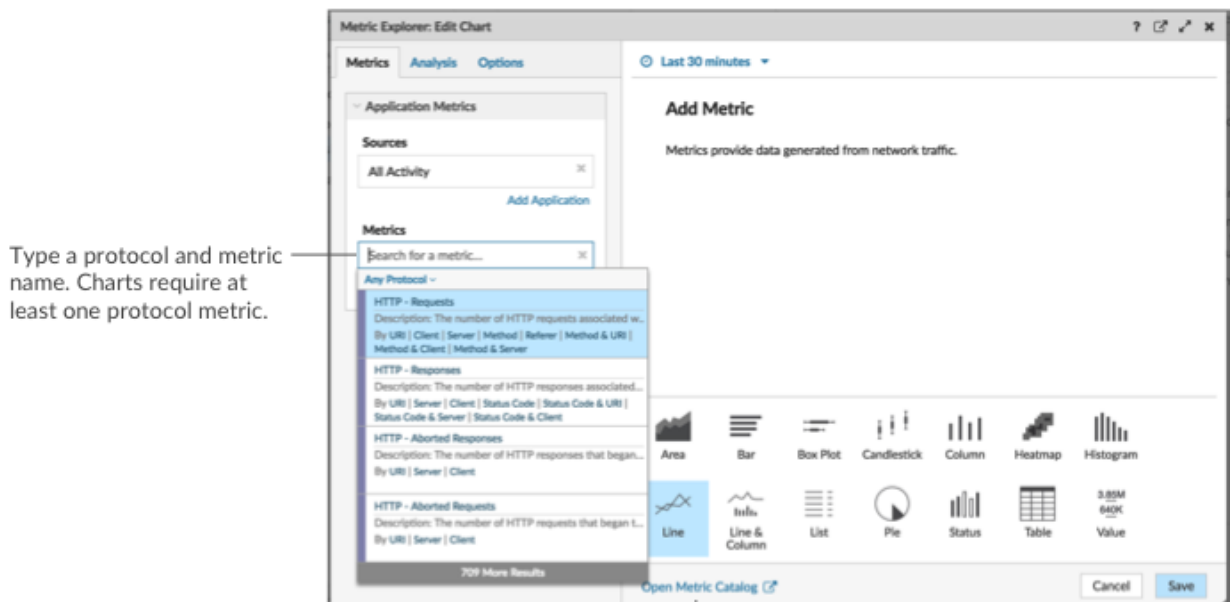 Metric Explorer: Edit Chart
?
Metrics Analysis Options
Last 30 minutes
Application Metrics
Sources
All Activity
Add Application
Metrics
Search for a metric...
Any Protocol
HTTP - Requests
Description: The number of HTTP requests associated w...
By URI | Client | Server | Method | Referer | Method & URI |
Method & Client | Method & Server
HTTP - Responses
Description: The number of HTTP responses associated...
By URI | Server | Client | Status Code | Status Code & URI |
Status Code & Server | Status Code & Client
HTTP - Aborted Responses
Description: The number of HTTP responses that began...
By URI | Server | Client
HTTP - Aborted Requests
Description: The number of HTTP requests that began t...
By URI | Server | Client
709 More Results
Type a protocol and metric
name. Charts require at
least one protocol metric.
Add Metric
Metrics provide data generated from network traffic.
Area Bar Box Plot Candlestick Column Heatmap Histogram
3.85M
640K
Line Line & Column List Pie Status Table Value
Open Metric Catalog
Cancel Save